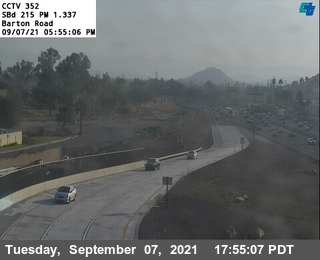 CCTV 352
SBd 215 PM 1.337
Barton Road
09/07/21 05:55:06 PM
Tuesday, September 07, 2021 17:55:07 PDT